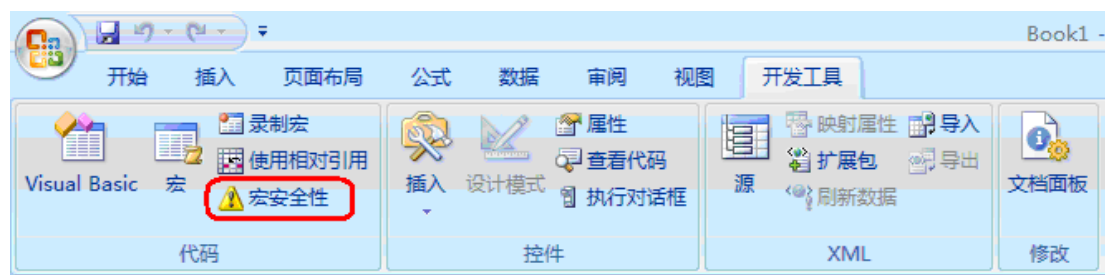 Book1 -
开始 插入 页面布局 公式 数据 审阅 视图 开发工具
Visual Basic 宏 录制宏 使用相对引用 宏安全性
插入 设计模式 属性 查看代码 执行对话框
源 映射属性 扩展包 刷新数据 导入 导出
文档面板
代码 控件 XML 修改